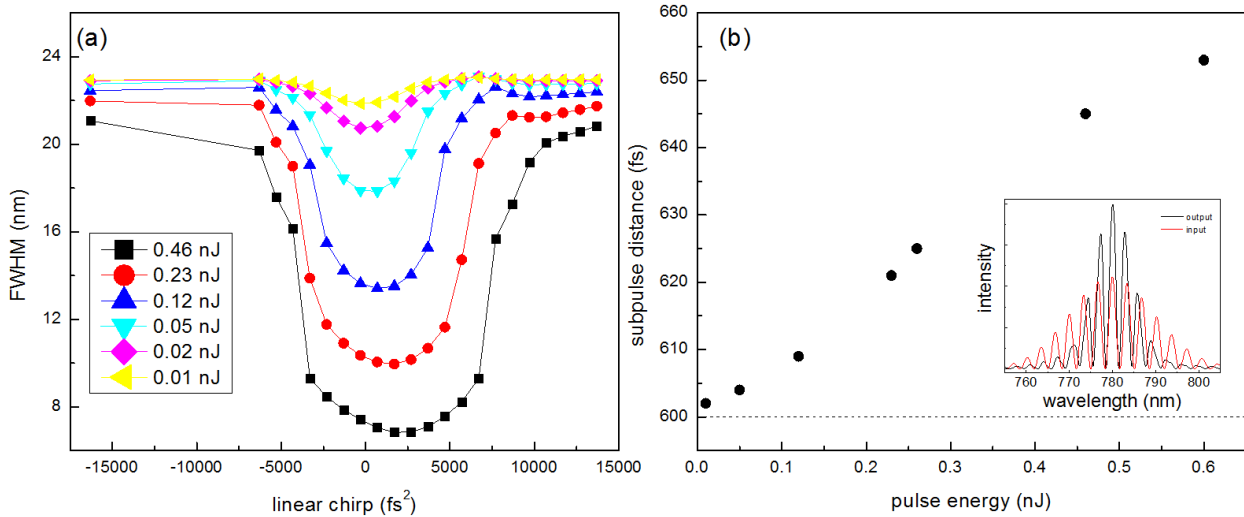 (a)
FWHM (nm)
24
20
16
12
8
0.46 nJ
0.23 nJ
0.12 nJ
0.05 nJ
0.02 nJ
0.01 nJ
-15000 -10000 -5000 0 5000 10000 15000
linear chirp (fs²)
(b)
subpulse distance (fs)
660
650
640
630
620
610
600
0.0 0.1 0.2 0.3 0.4 0.5 0.6
pulse energy (nJ)
output
input
intensity
760 770 780 790 800
wavelength (nm)